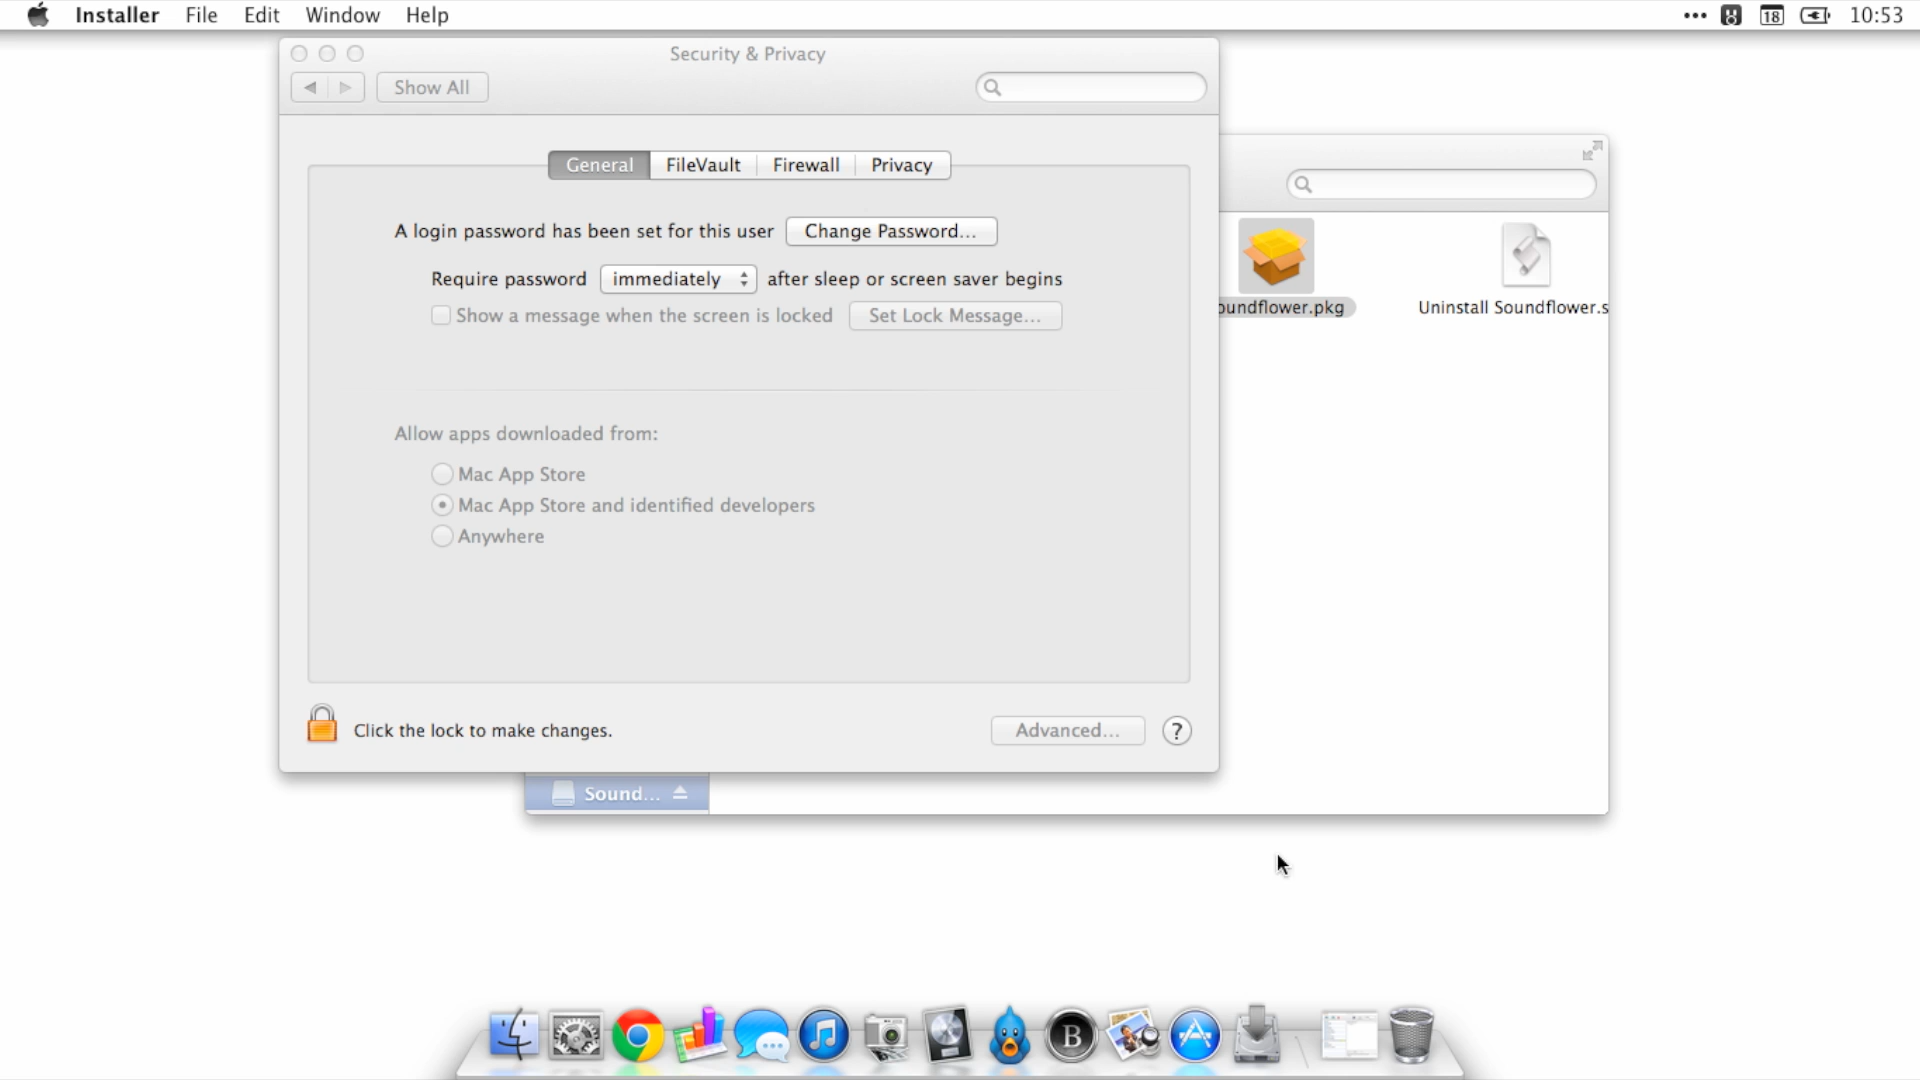 Installer File Edit Window Help 18 10:53
Security & Privacy
Show All
General FileVault Firewall Privacy
A login password has been set for this user Change Password...
Require password immediately after sleep or screen saver begins
Show a message when the screen is locked Set Lock Message...
oundflower.pkg Uninstall Soundflower.s
Allow apps downloaded from:
Mac App Store
Mac App Store and identified developers
Anywhere
Click the lock to make changes. Advanced... ?
Sound...
B